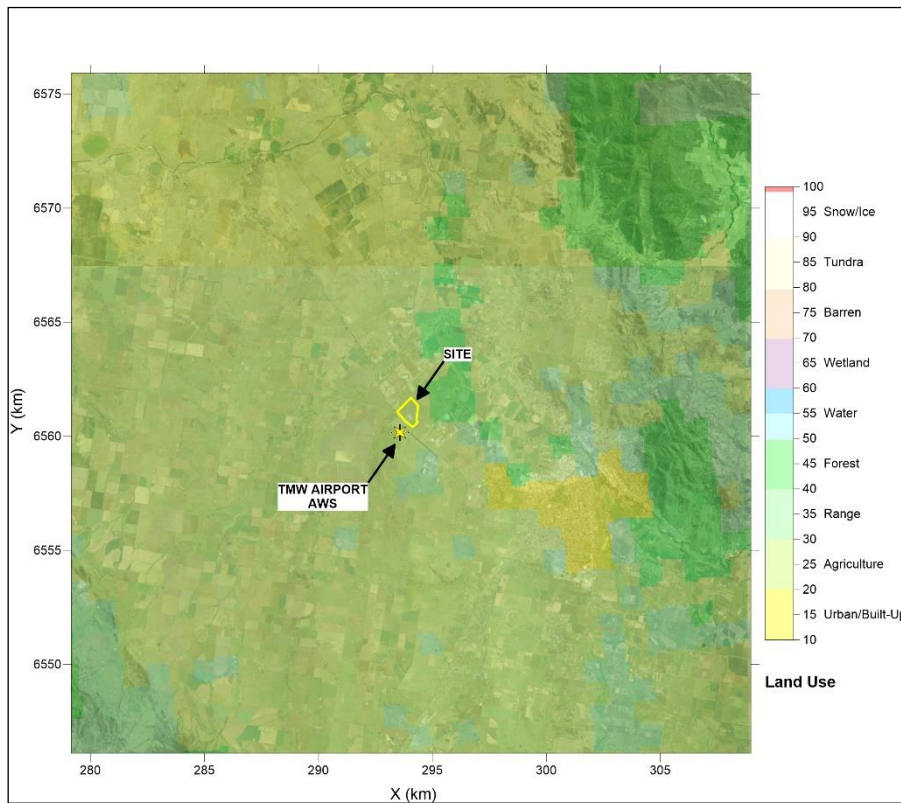 6575
6570
6565
6560
6555
6550
Y (km)
280
285
290
295
300
305
X (km)
SITE
TMW AIRPORT
AWS
100
95 Snow/Ice
90
85 Tundra
80
75 Barren
70
65 Wetland
60
55 Water
50
45 Forest
40
35 Range
30
25 Agriculture
20
15 Urban/Built-Up
10
Land Use